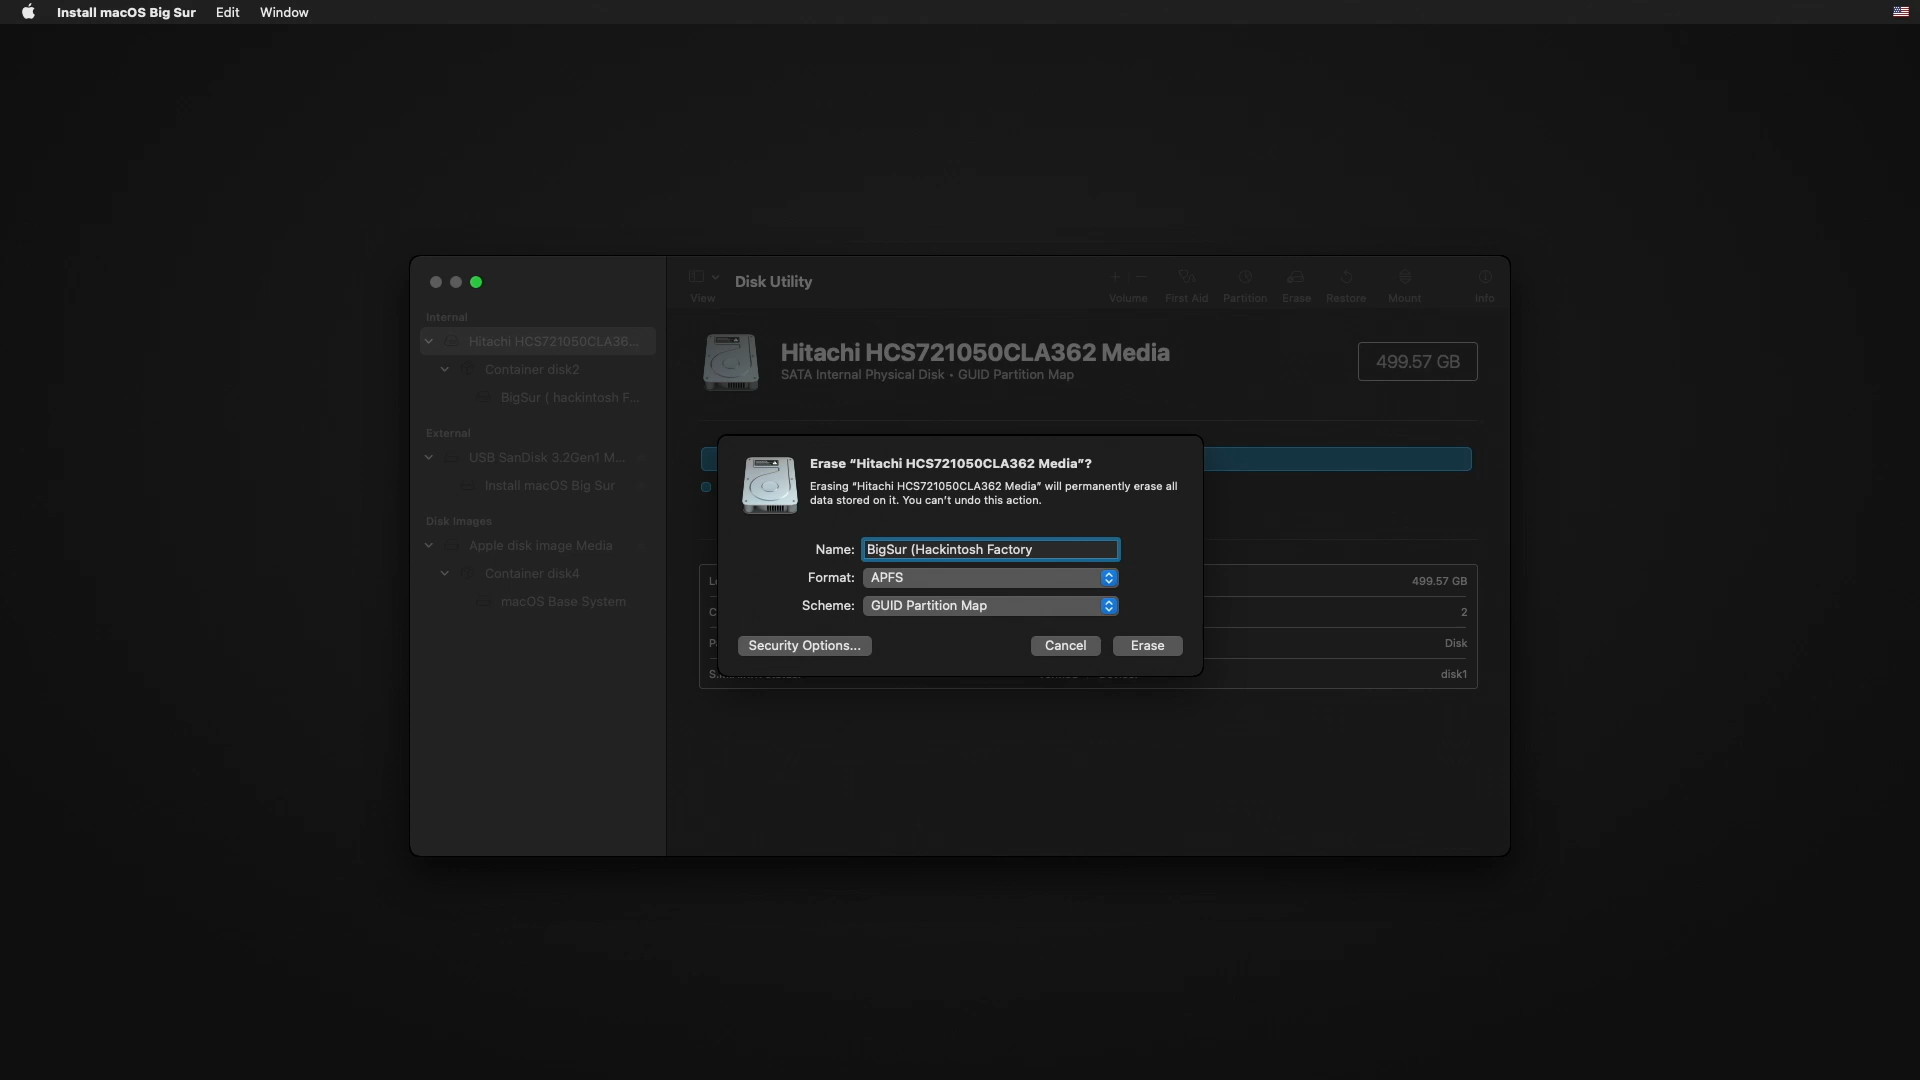 Install macOS Big Sur Edit Window
Disk Utility
View
Volume First Aid Partition Erase Restore Mount Info
Internal
Hitachi HCS721050CLA36...
Container disk2
BigSur ( hackintosh F...
External
USB SanDisk 3.2Gen1 M...
Install macOS Big Sur
Disk Images
Apple disk image Media
Container disk4
macOS Base System
Hitachi HCS721050CLA362 Media
SATA Internal Physical Disk • GUID Partition Map
499.57 GB
Erase “Hitachi HCS721050CLA362 Media”?
Erasing “Hitachi HCS721050CLA362 Media” will permanently erase all
data stored on it. You can’t undo this action.
Name: BigSur (Hackintosh Factory
Format: APFS
Scheme: GUID Partition Map
Security Options... Cancel Erase
499.57 GB
2
Disk
disk1